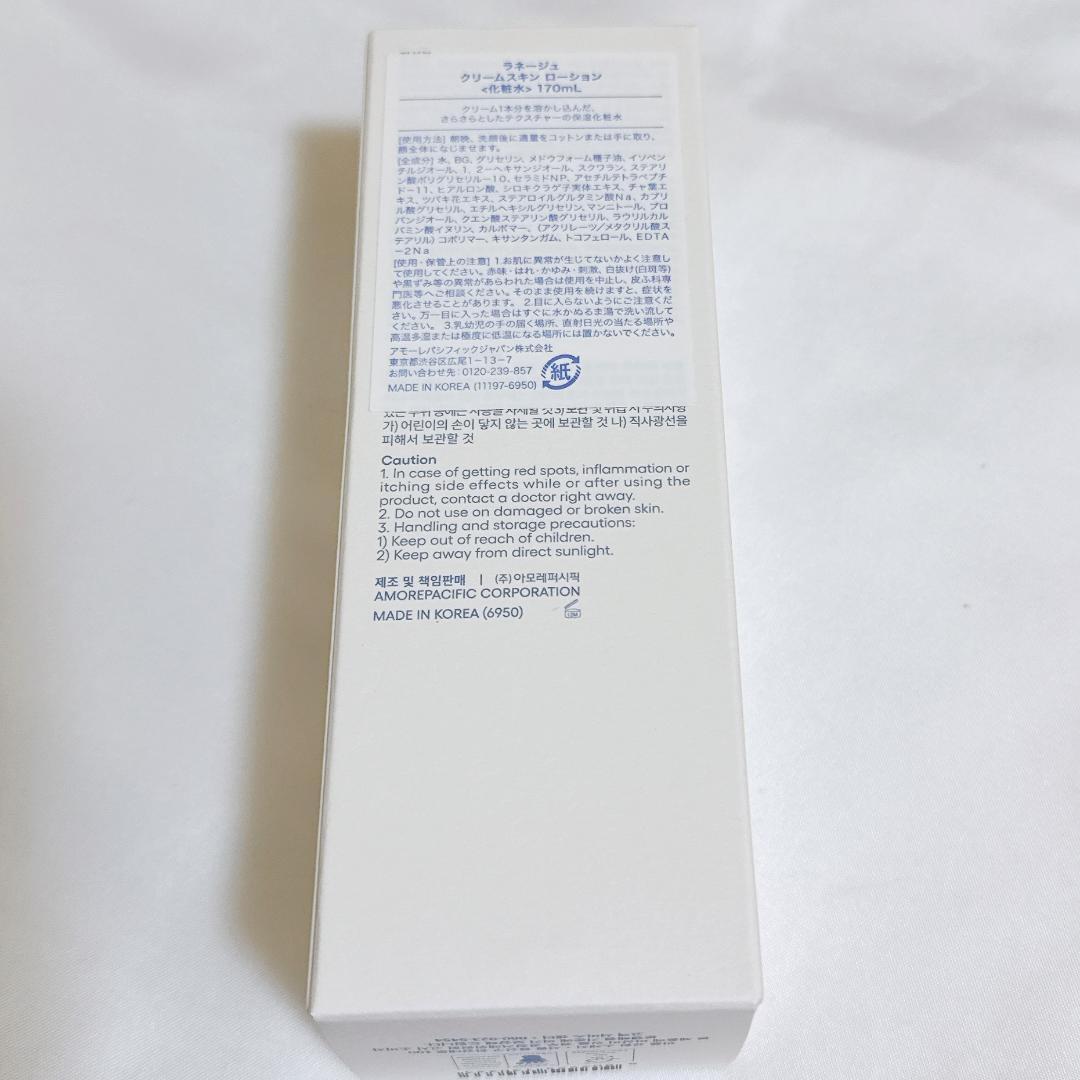 ラネージュ
クリームスキン ローション
<化粧水> 170mL
クリーム1本分を溶かし込んだ、
さらさらとしたテクスチャーの保湿化粧水
[使用方法] 朝晩、洗顔後に適量をコットンまたは手に取り、
顔全体になじませます。
[全成分] 水、BG、グリセリン、メドウフォーム種子油、イソペン
チルジオール、1，2－ヘキサンジオール、スクワラン、ステアリ
ン酸ポリグリセリル－10、セラミドNP、アセチルテトラペプチ
ド－11、ヒアルロン酸、シロキクラゲ子実体エキス、チャ葉エ
キス、ツバキ花エキス、ステアロイルグルタミン酸Na、カプリ
ル酸グリセリル、エチルヘキシルグリセリン、マンニトール、プロ
パンジオール、クエン酸ステアリン酸グリセリル、ラウリルカル
バミン酸イヌリン、カルボマー、（アクリレーツ／メタクリル酸ス
テアリル）コポリマー、キサンタンガム、トコフェロール、EDTA
－2Na
[使用・保管上の注意] 1.お肌に異常が生じてないかよく注意し
て使用してください。赤味・はれ・かゆみ・刺激、白抜け(白斑等)
や黒ずみ等の異常があらわれた場合は使用を中止し、皮ふ科専
門医等へご相談ください。そのまま使用を続けますと、症状を
悪化させることがあります。 2.目に入らないようにご注意くだ
さい。万一目に入った場合はすぐに水かぬるま湯で洗い流して
ください。 3.乳幼児の手の届く場所、直射日光の当たる場所や
高温多湿または極度に低温になる場所には置かないでください。
アモーレパシフィックジャパン株式会社
東京都渋谷区広尾1－13－7
お問い合わせ先：0120-239-857
MADE IN KOREA (11197-6950)
紙
가) 어린이의 손이 닿지 않는 곳에 보관할 것 나) 직사광선을
피해서 보관할 것
Caution
1. In case of getting red spots, inflammation or
itching side effects while or after using the
product, contact a doctor right away.
2. Do not use on damaged or broken skin.
3. Handling and storage precautions:
1) Keep out of reach of children.
2) Keep away from direct sunlight.
제조 및 책임판매 | (주)아모레퍼시픽
AMOREPACIFIC CORPORATION
MADE IN KOREA (6950)
12M